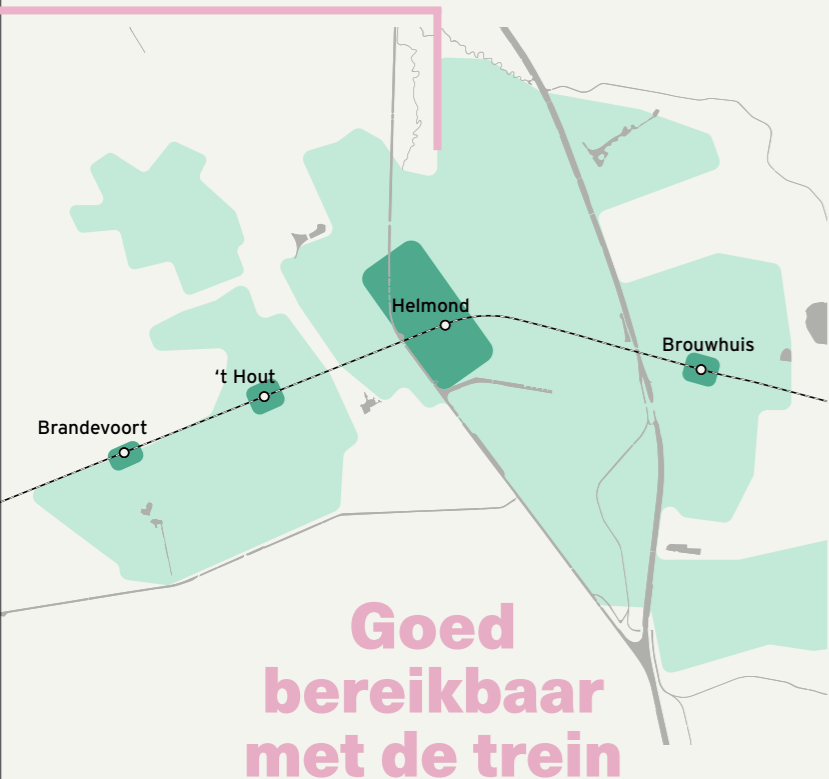 Helmond
Brouwhuis
‘t Hout
Brandevoort
Goed
bereikbaar
met de trein